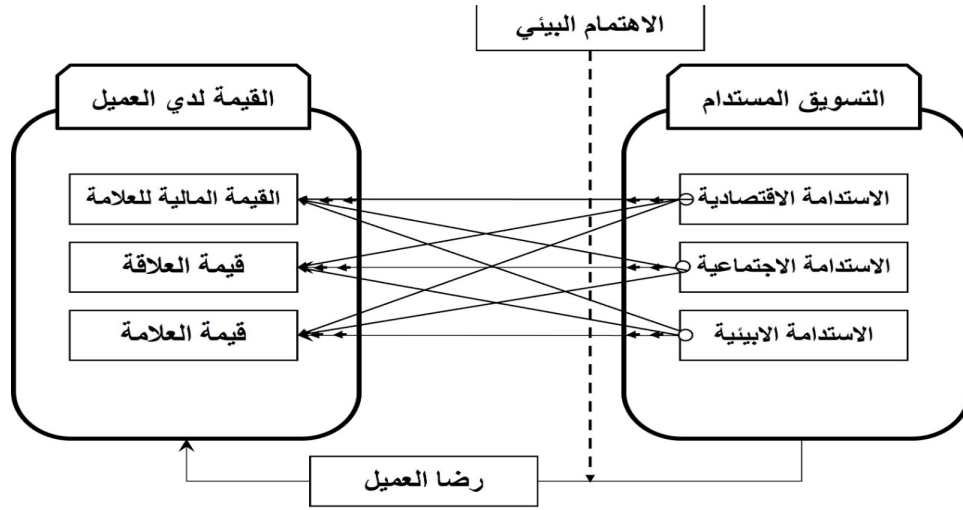 الاهتمام البيئي
التسويق المستدام
القيمة لدي العميل
الاستدامة الاقتصادية
القيمة المالية للعلامة
الاستدامة الاجتماعية
قيمة العلاقة
الاستدامة الابيئية
قيمة العلامة
رضا العميل